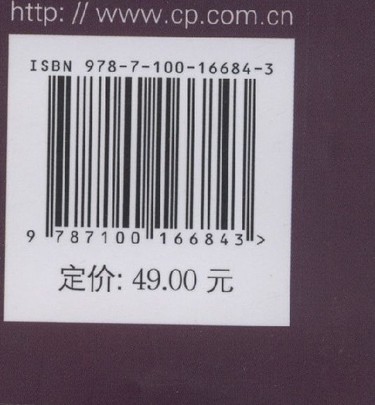 http: // www.cp.com.cn
ISBN 978-7-100-16684-3
9 787100 166843 >
定价: 49.00 元